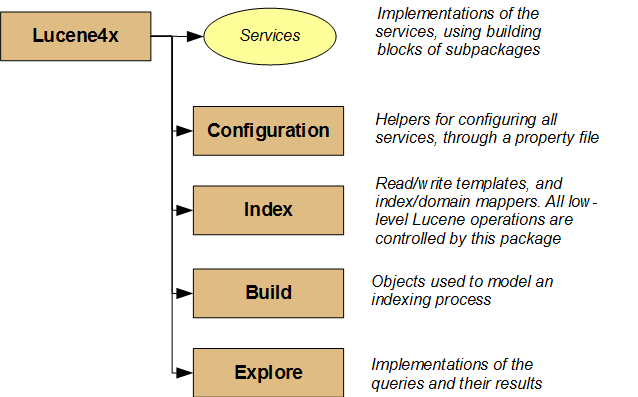 Lucene4x
Services
Implementations of the
services, using building
blocks of subpackages
Configuration
Helpers for configuring all
services, through a property file
Index
Read/write templates, and
index/domain mappers. All low-
level Lucene operations are
controlled by this package
Build
Objects used to model an
indexing process
Explore
Implementations of the
queries and their results